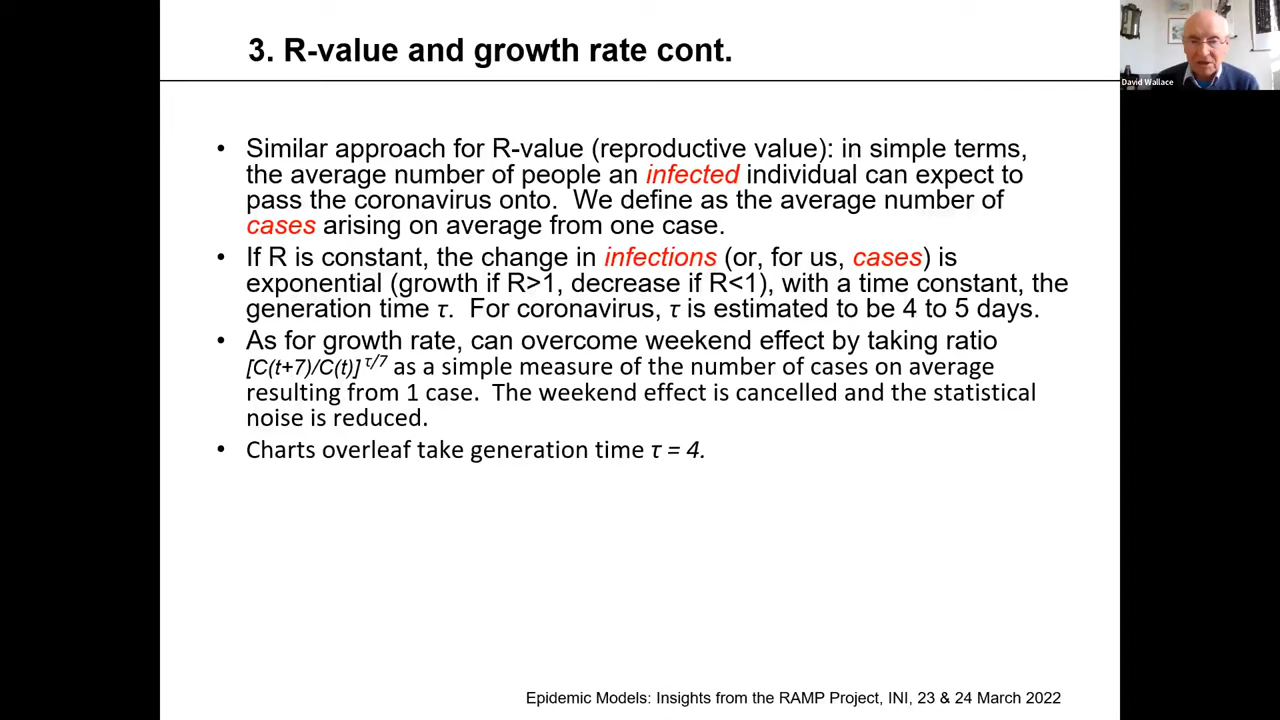 3. R-value and growth rate cont.
David Wallace
• Similar approach for R-value (reproductive value): in simple terms,
the average number of people an infected individual can expect to
pass the coronavirus onto.  We define as the average number of
cases arising on average from one case.
• If R is constant, the change in infections (or, for us, cases) is
exponential (growth if R>1, decrease if R<1), with a time constant, the
generation time τ.  For coronavirus, τ is estimated to be 4 to 5 days.
• As for growth rate, can overcome weekend effect by taking ratio
[C(t+7)/C(t)] τ/7 as a simple measure of the number of cases on average
resulting from 1 case.  The weekend effect is cancelled and the statistical
noise is reduced.
• Charts overleaf take generation time τ = 4.
Epidemic Models: Insights from the RAMP Project, INI, 23 & 24 March 2022